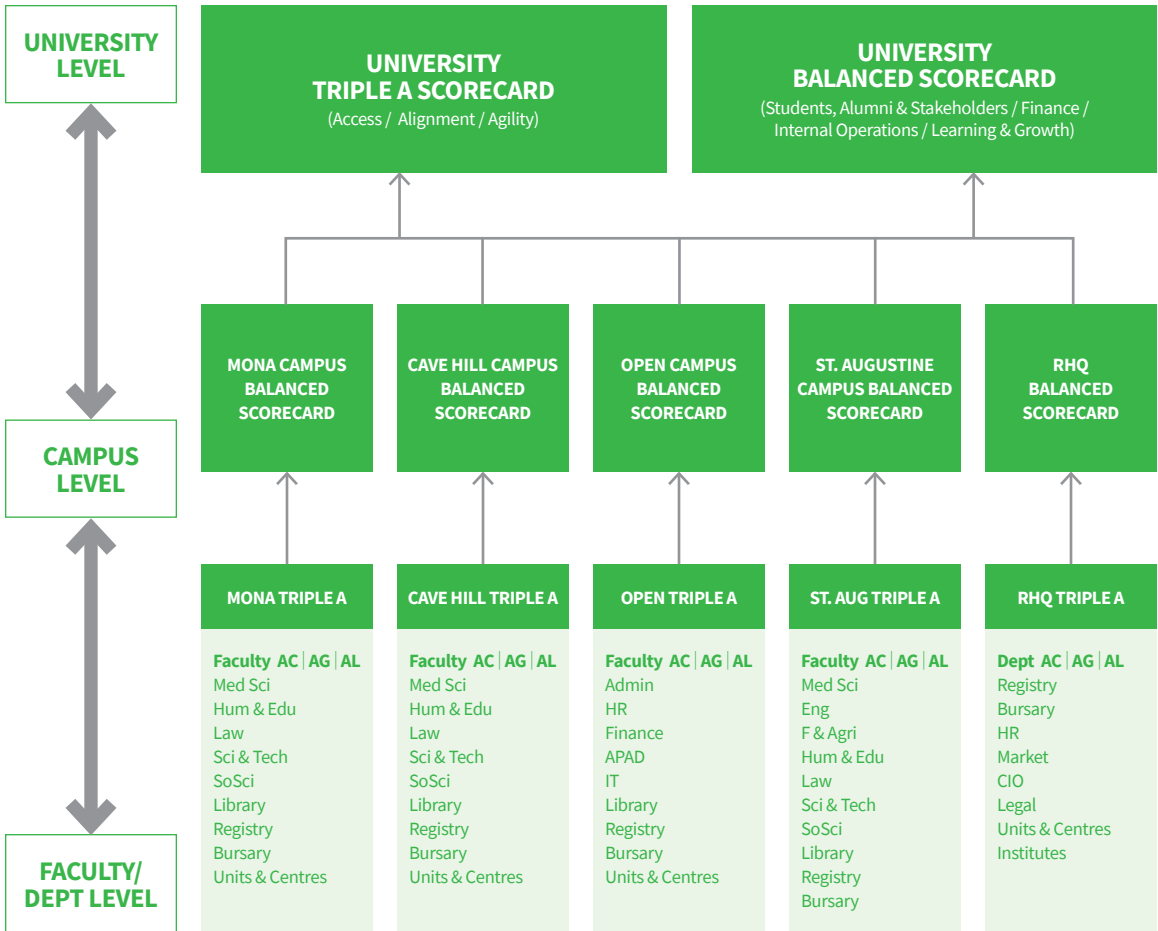 UNIVERSITY
LEVEL
UNIVERSITY
TRIPLE A SCORECARD
(Access / Alignment / Agility)
UNIVERSITY
BALANCED SCORECARD
(Students, Alumni & Stakeholders / Finance /
Internal Operations / Learning & Growth)
CAMPUS
LEVEL
MONA CAMPUS
BALANCED
SCORECARD
CAVE HILL CAMPUS
BALANCED
SCORECARD
OPEN CAMPUS
BALANCED
SCORECARD
ST. AUGUSTINE
CAMPUS BALANCED
SCORECARD
RHQ
BALANCED
SCORECARD
FACULTY/
DEPT LEVEL
MONA TRIPLE A
Faculty AC | AG | AL
Med Sci
Hum & Edu
Law
Sci & Tech
SoSci
Library
Registry
Bursary
Units & Centres
CAVE HILL TRIPLE A
Faculty AC | AG | AL
Med Sci
Hum & Edu
Law
Sci & Tech
SoSci
Library
Registry
Bursary
Units & Centres
OPEN TRIPLE A
Faculty AC | AG | AL
Admin
HR
Finance
APAD
IT
Library
Registry
Bursary
Units & Centres
ST. AUG TRIPLE A
Faculty AC | AG | AL
Med Sci
Eng
F & Agri
Hum & Edu
Law
Sci & Tech
SoSci
Library
Registry
Bursary
RHQ TRIPLE A
Dept AC | AG | AL
Registry
Bursary
HR
Market
CIO
Legal
Units & Centres
Institutes